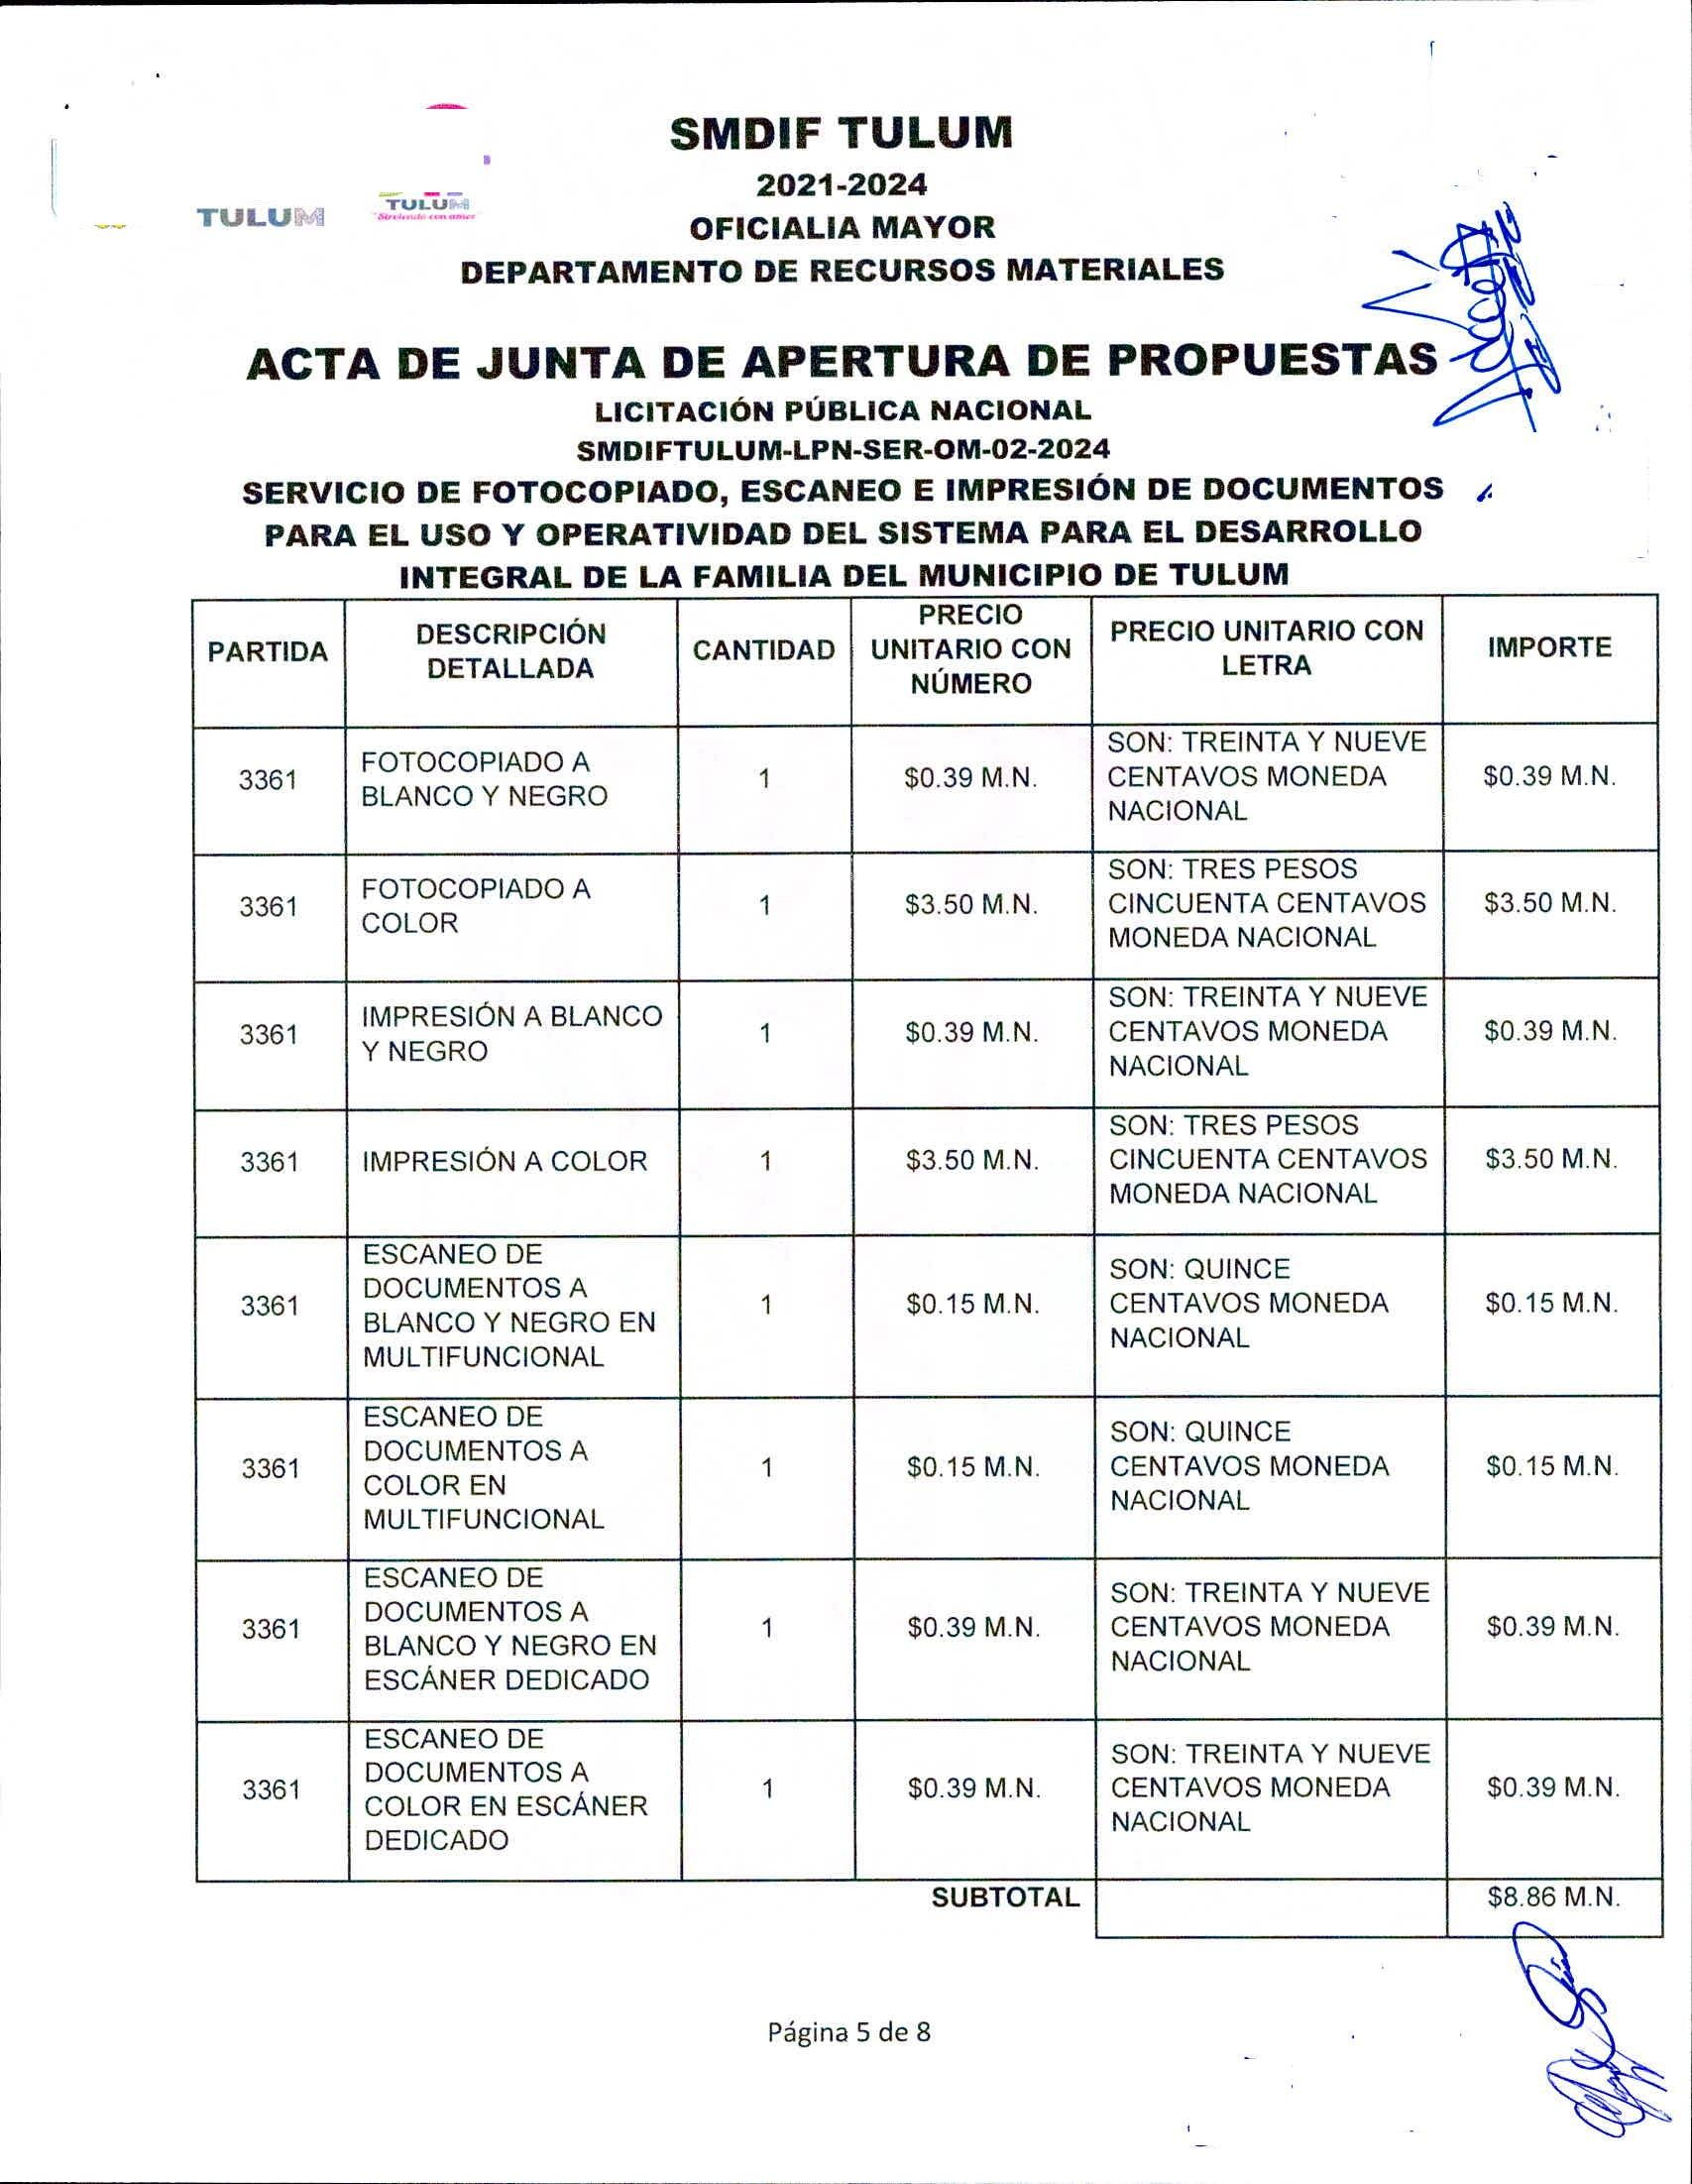 TULUM
TULUM
"Sirviendo con amor"
SMDIF TULUM
2021-2024
OFICIALIA MAYOR
DEPARTAMENTO DE RECURSOS MATERIALES
ACTA DE JUNTA DE APERTURA DE PROPUESTAS
LICITACIÓN PÚBLICA NACIONAL
SMDIFTULUM-LPN-SER-OM-02-2024
SERVICIO DE FOTOCOPIADO, ESCANEO E IMPRESIÓN DE DOCUMENTOS
PARA EL USO Y OPERATIVIDAD DEL SISTEMA PARA EL DESARROLLO
INTEGRAL DE LA FAMILIA DEL MUNICIPIO DE TULUM
PARTIDA
DESCRIPCIÓN
DETALLADA
CANTIDAD
PRECIO
UNITARIO CON
NÚMERO
PRECIO UNITARIO CON
LETRA
IMPORTE
3361
FOTOCOPIADO A
BLANCO Y NEGRO
1
$0.39 M.N.
SON: TREINTA Y NUEVE
CENTAVOS MONEDA
NACIONAL
$0.39 M.N.
3361
FOTOCOPIADO A
COLOR
1
$3.50 M.N.
SON: TRES PESOS
CINCUENTA CENTAVOS
MONEDA NACIONAL
$3.50 M.N.
3361
IMPRESIÓN A BLANCO
Y NEGRO
1
$0.39 M.N.
SON: TREINTA Y NUEVE
CENTAVOS MONEDA
NACIONAL
$0.39 M.N.
3361
IMPRESIÓN A COLOR
1
$3.50 M.N.
SON: TRES PESOS
CINCUENTA CENTAVOS
MONEDA NACIONAL
$3.50 M.N.
3361
ESCANEO DE
DOCUMENTOS A
BLANCO Y NEGRO EN
MULTIFUNCIONAL
1
$0.15 M.N.
SON: QUINCE
CENTAVOS MONEDA
NACIONAL
$0.15 M.N.
3361
ESCANEO DE
DOCUMENTOS A
COLOR EN
MULTIFUNCIONAL
1
$0.15 M.N.
SON: QUINCE
CENTAVOS MONEDA
NACIONAL
$0.15 M.N.
3361
ESCANEO DE
DOCUMENTOS A
BLANCO Y NEGRO EN
ESCÁNER DEDICADO
1
$0.39 M.N.
SON: TREINTA Y NUEVE
CENTAVOS MONEDA
NACIONAL
$0.39 M.N.
3361
ESCANEO DE
DOCUMENTOS A
COLOR EN ESCÁNER
DEDICADO
1
$0.39 M.N.
SON: TREINTA Y NUEVE
CENTAVOS MONEDA
NACIONAL
$0.39 M.N.
SUBTOTAL
$8.86 M.N.
Página 5 de 8